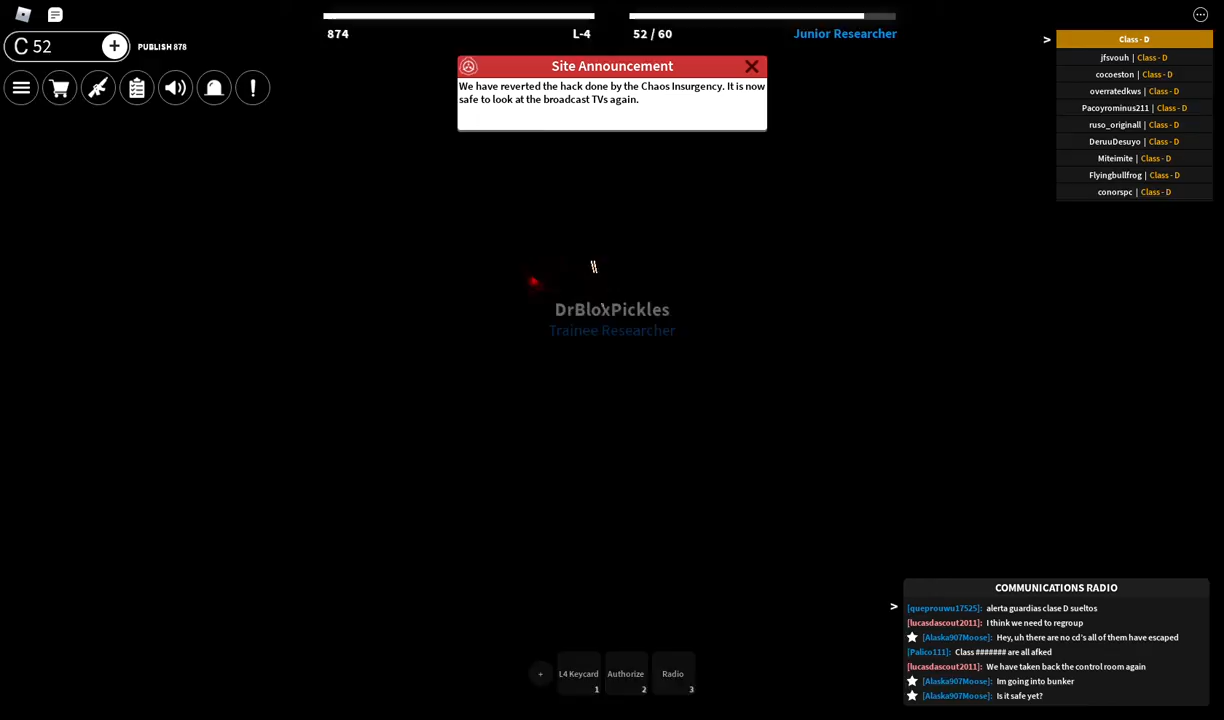 C 52
+
PUBLISH 878
874
L-4
52 / 60
Junior Researcher
Site Announcement
We have reverted the hack done by the Chaos Insurgency. It is now
safe to look at the broadcast TVs again.
>
Class - D
jfsvouh | Class - D
cocoeston | Class - D
overratedkws | Class - D
Pacoyrominus211 | Class - D
ruso_originall | Class - D
DeruuDesuyo | Class - D
Miteimite | Class - D
Flyingbullfrog | Class - D
conorspc | Class - D
DrBloxPickles
Trainee Researcher
+
L4 Keycard
1
Authorize
2
Radio
3
>
COMMUNICATIONS RADIO
[queprouwu17525]: alerta guardias clase D sueltos
[lucasdascout2011]: I think we need to regroup
[Alaska907Moose]: Hey, uh there are no cd's all of them have escaped
[Palico111]: Class ####### are all afked
[lucasdascout2011]: We have taken back the control room again
[Alaska907Moose]: Im going into bunker
[Alaska907Moose]: Is it safe yet?